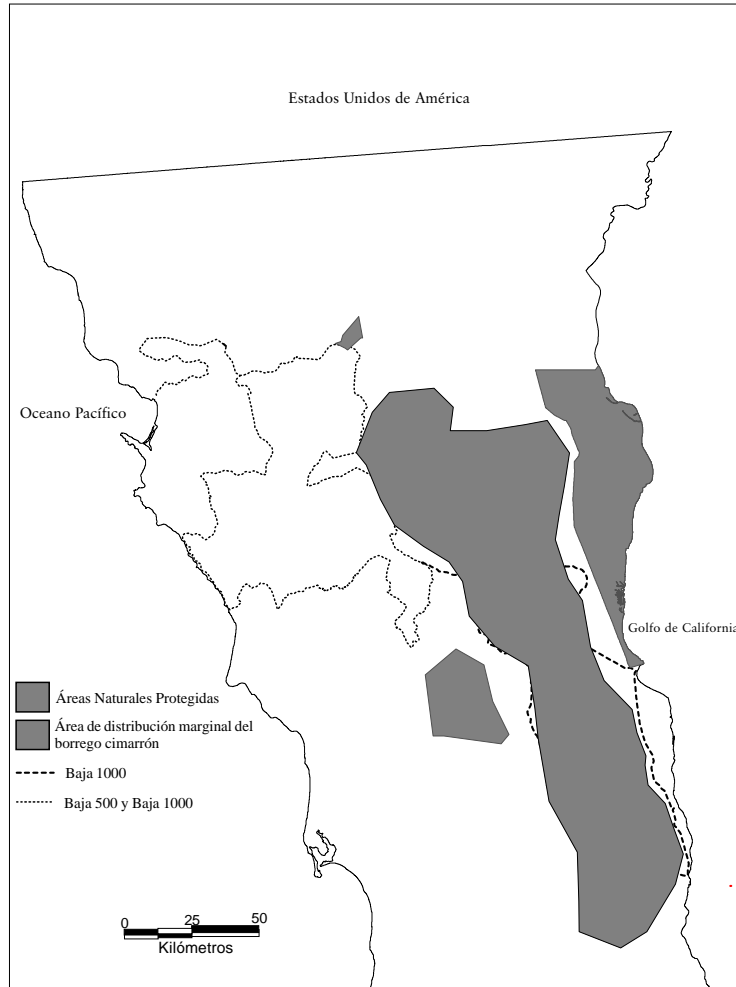 Estados Unidos de América
Oceano Pacífico
Golfo de California
Áreas Naturales Protegidas
Área de distribución marginal del
borrego cimarrón
Baja 1000
Baja 500 y Baja 1000
0 25 50
Kilómetros